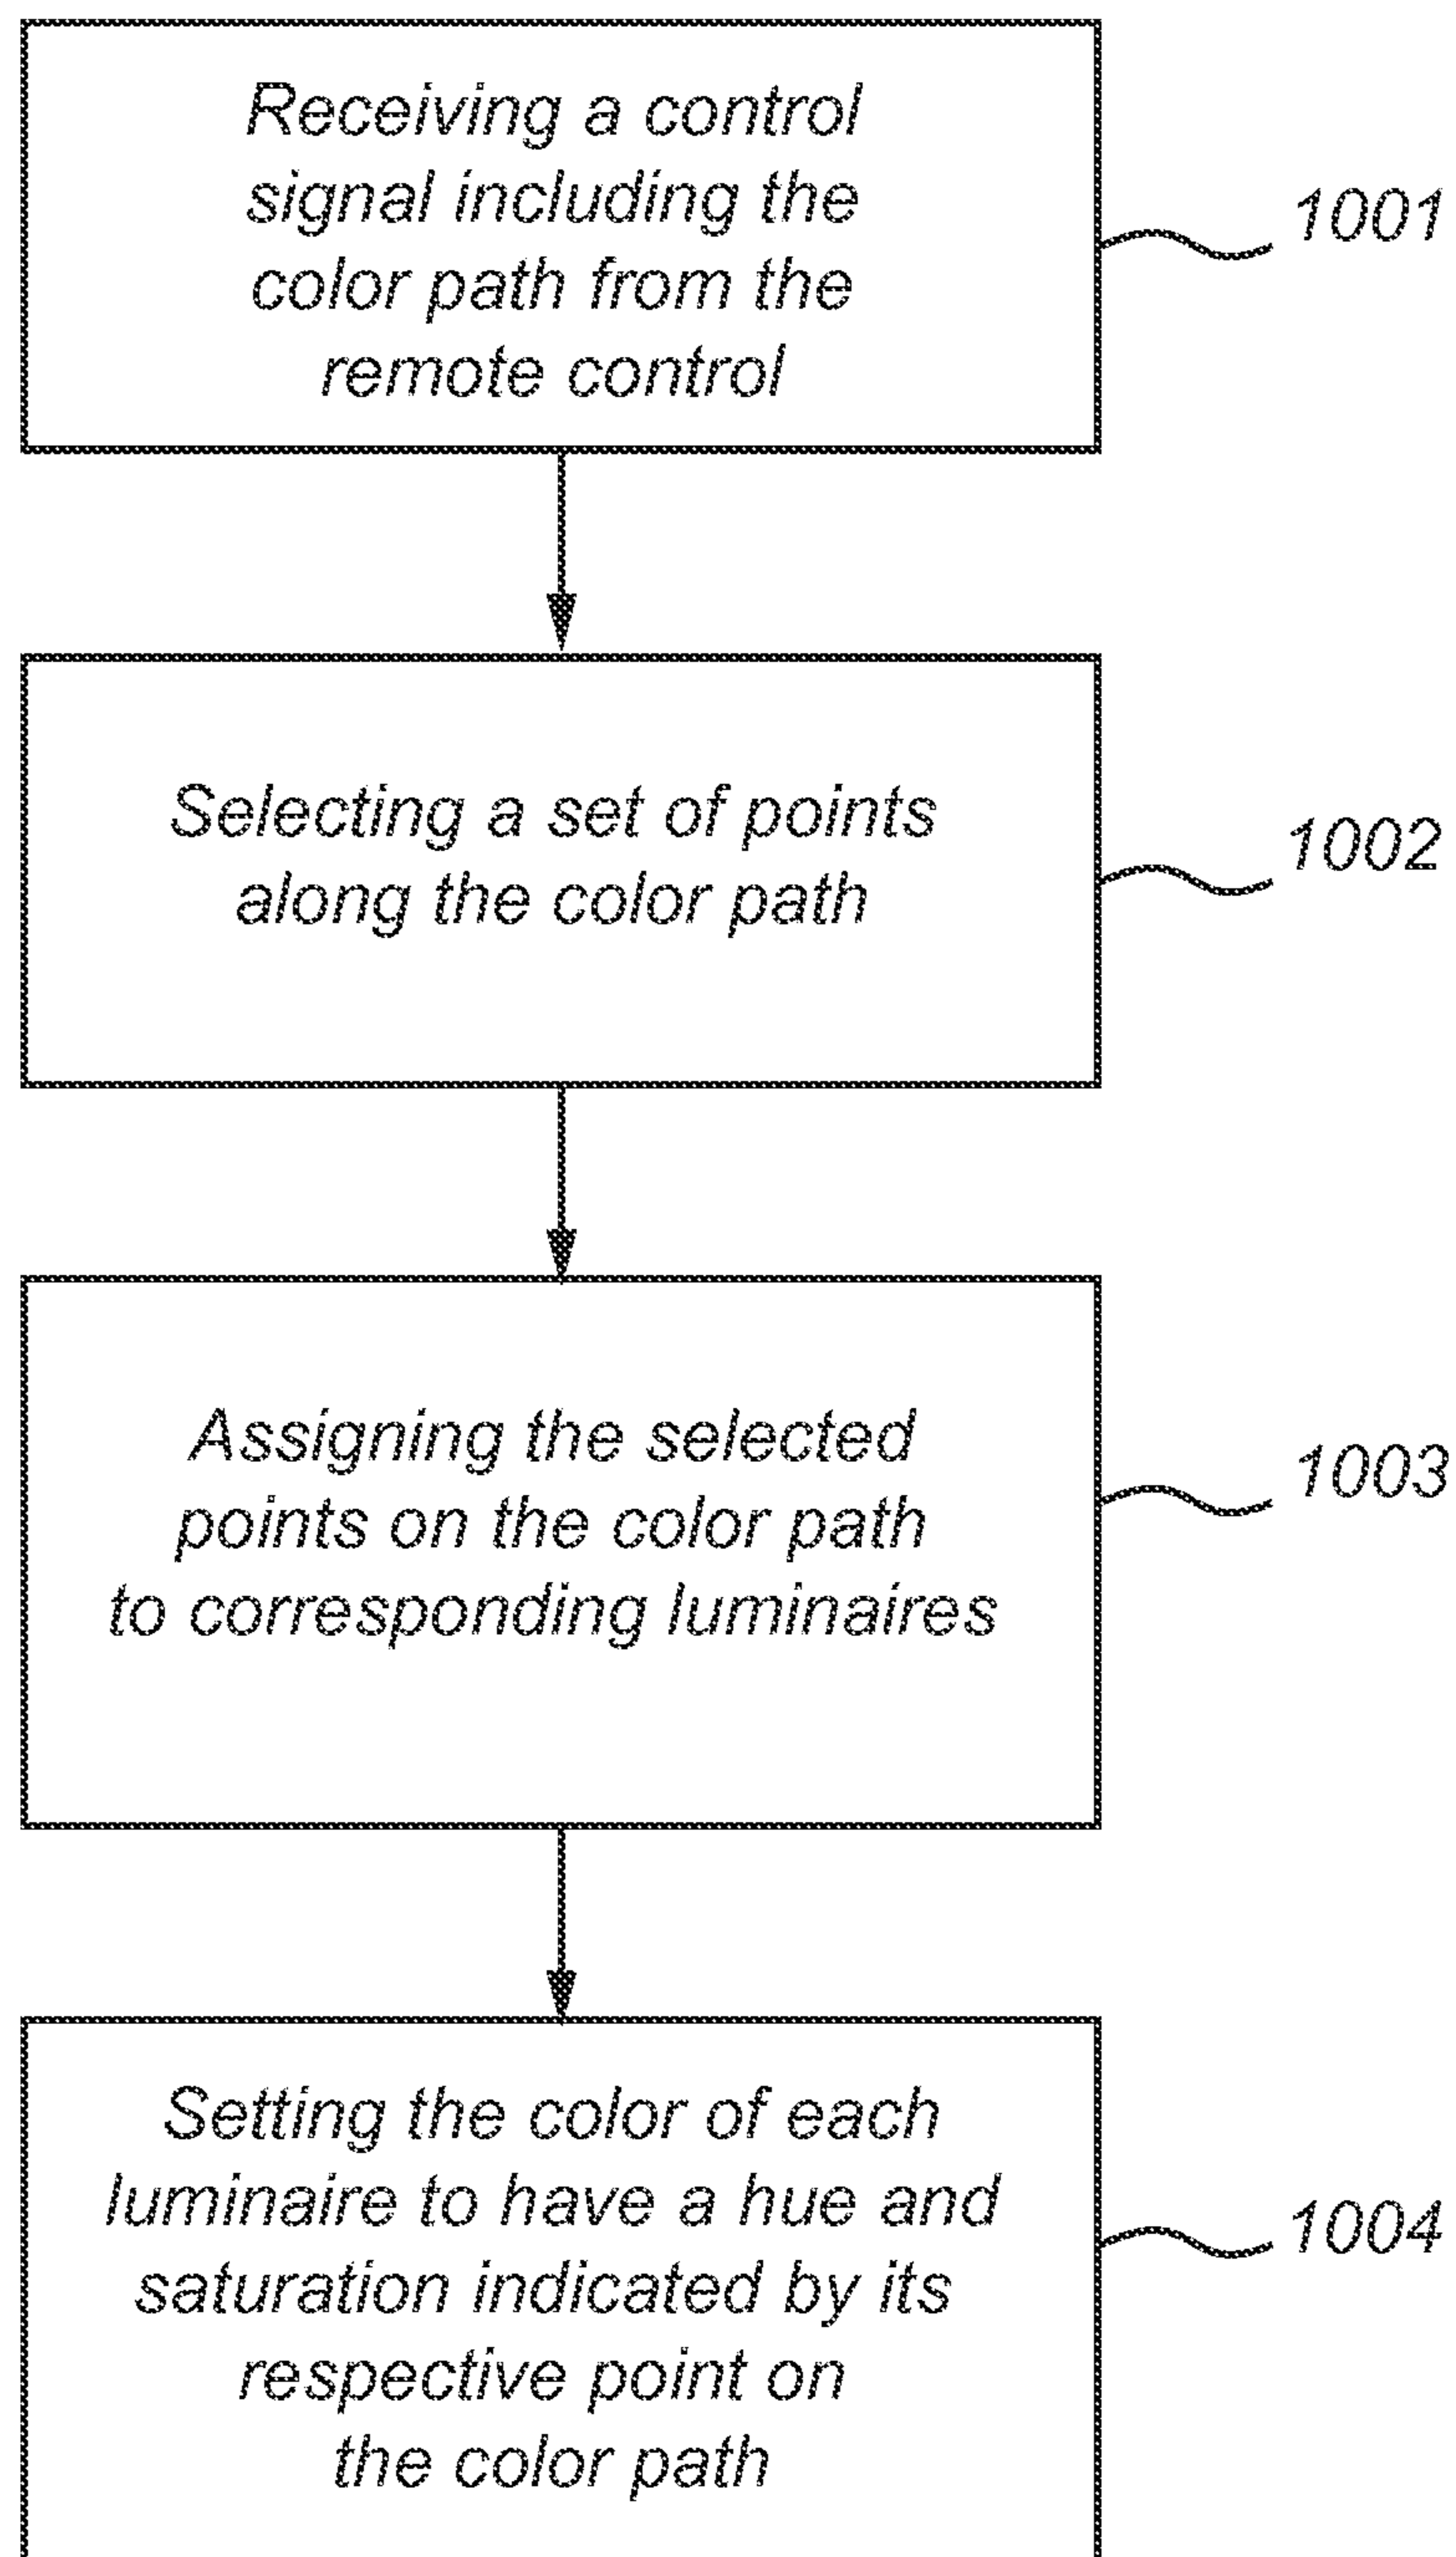 Receiving a control
signal including the
color path from the
remote control
1001
Selecting a set of points
along the color path
1002
Assigning the selected
points on the color path
to corresponding luminaires
1003
Setting the color of each
luminaire to have a hue and
saturation indicated by its
respective point on
the color path
1004